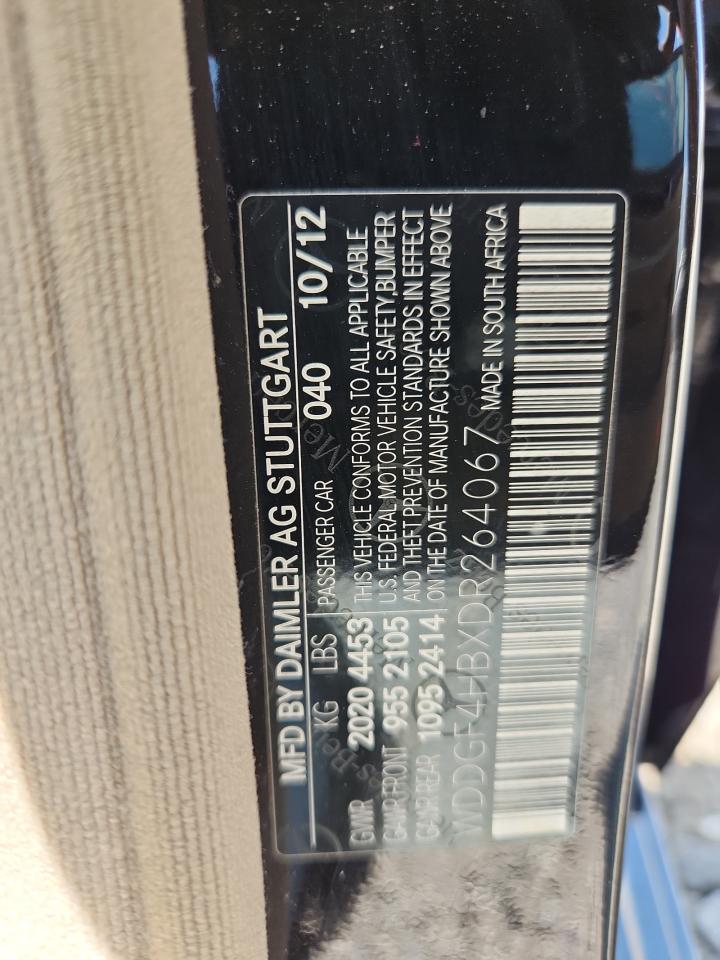 MFD BY DAIMLER AG STUTTGART
KG LBS PASSENGER CAR 040 10/12
GVWR 2020 4453 THIS VEHICLE CONFORMS TO ALL APPLICABLE
GAWR FRONT 955 2105 U.S. FEDERAL MOTOR VEHICLE SAFETY,BUMPER
GAWR REAR 1095 2414 AND THEFT PREVENTION STANDARDS IN EFFECT
ON THE DATE OF MANUFACTURE SHOWN ABOVE
WDDGF4HBXDR264067 MADE IN SOUTH AFRICA